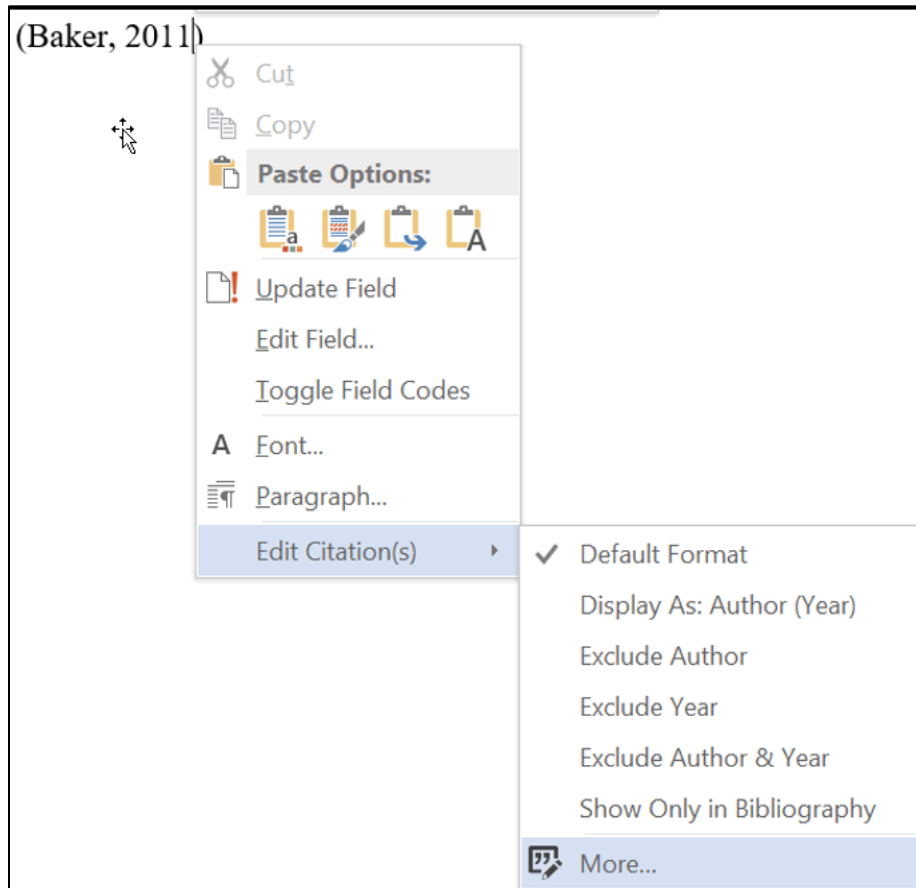 (Baker, 2011)
Cut
Copy
Paste Options:
Update Field
Edit Field...
Toggle Field Codes
A Font...
Paragraph...
Edit Citation(s)
Default Format
Display As: Author (Year)
Exclude Author
Exclude Year
Exclude Author & Year
Show Only in Bibliography
More...